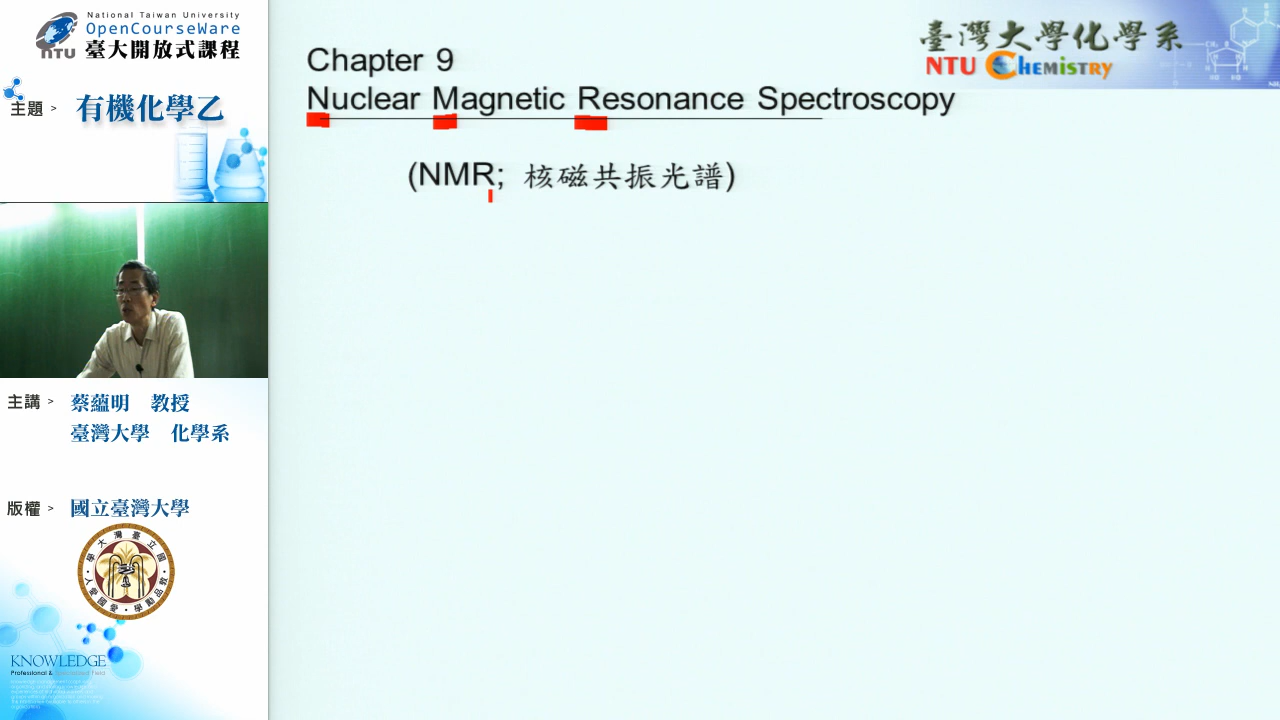 National Taiwan University
OpenCourseWare
NTU 臺大開放式課程
主題 > 有機化學乙
主講 > 蔡蘊明 教授
臺灣大學 化學系
版權 > 國立臺灣大學
KNOWLEDGE
Chapter 9
Nuclear Magnetic Resonance Spectroscopy
(NMR; 核磁共振光譜)
臺灣大學化學系
NTU Chemistry